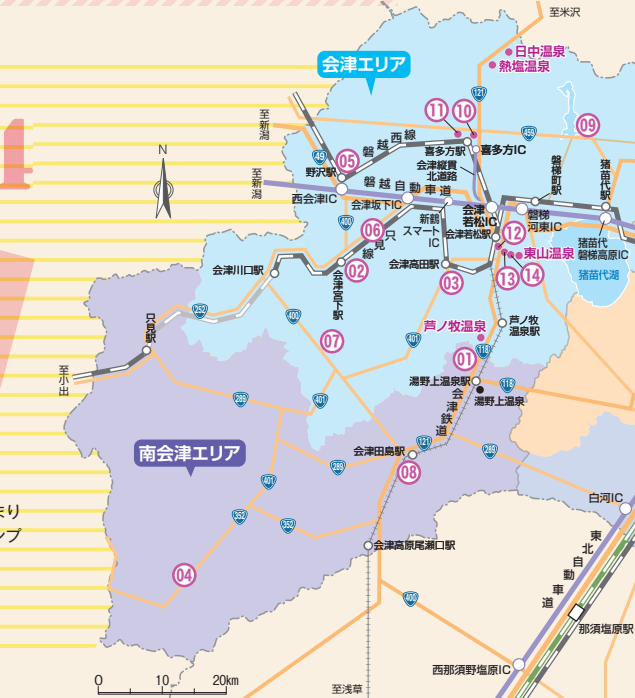 至米沢
日中温泉
熱塩温泉
会津エリア
121
11
10
459
09
至新潟
磐越西線
喜多方駅
喜多方IC
49
05
野沢駅
会津縦貫
北道路
磐梯町駅
猪苗代駅
N
至新潟
磐越自動車道
西会津IC
会津坂下IC
会津
若松IC
磐梯
河東IC
400
06
只見線
新鶴
スマート
IC
会津若松駅
12
猪苗代
磐梯高原IC
東山温泉
会津川口駅
02
会津宮下駅
会津高田駅
03
13
14
猪苗代湖
252
只見駅
400
07
401
芦ノ牧温泉
芦ノ牧
温泉駅
118
01
至小出
湯野上温泉駅
118
湯野上温泉
289
401
会津鉄道
南会津エリア
会津田島駅
121
289
289
08
401
白河IC
まり
ンプ
352
352
東北自動車道
会津高原尾瀬口駅
04
400
那須塩原駅
西那須野塩原IC
0 10 20km
至浅草